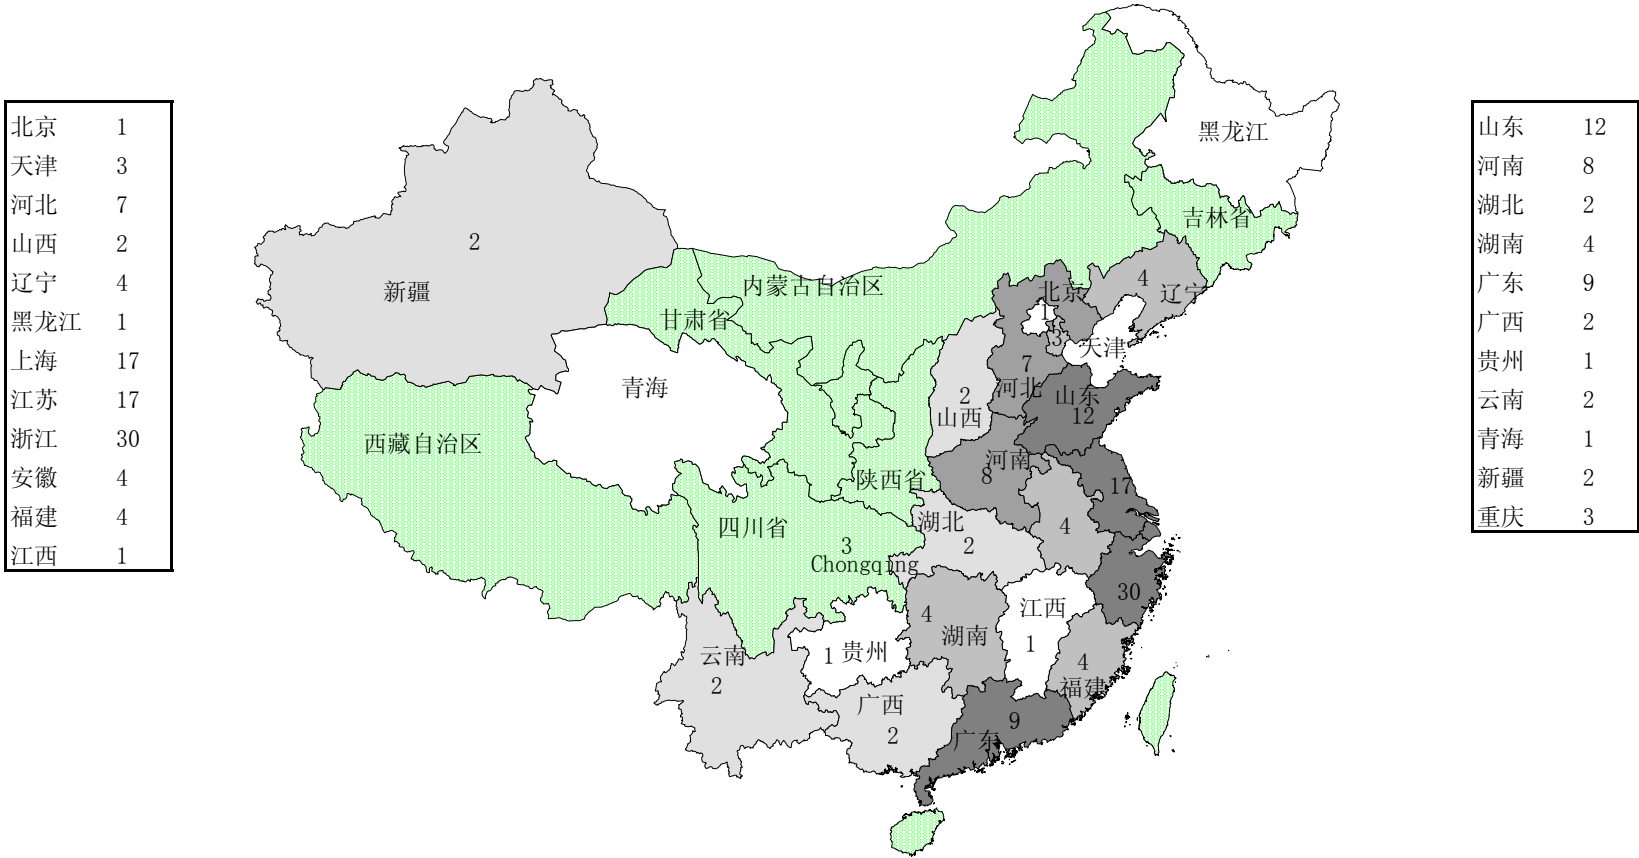 北京 1
天津 3
河北 7
山西 2
辽宁 4
黑龙江 1
上海 17
江苏 17
浙江 30
安徽 4
福建 4
江西 1
黑龙江
吉林省
2
新疆
内蒙古自治区
甘肃省
4
辽宁
北京
1
3
天津
7
河北
青海
2
山西
山东
12
西藏自治区
河南
8
陕西省
17
四川省
湖北
2
4
3
Chongqing
30
江西
1
4
湖南
云南
2
1 贵州
4
福建
广西
2
9
广东
山东 12
河南 8
湖北 2
湖南 4
广东 9
广西 2
贵州 1
云南 2
青海 1
新疆 2
重庆 3